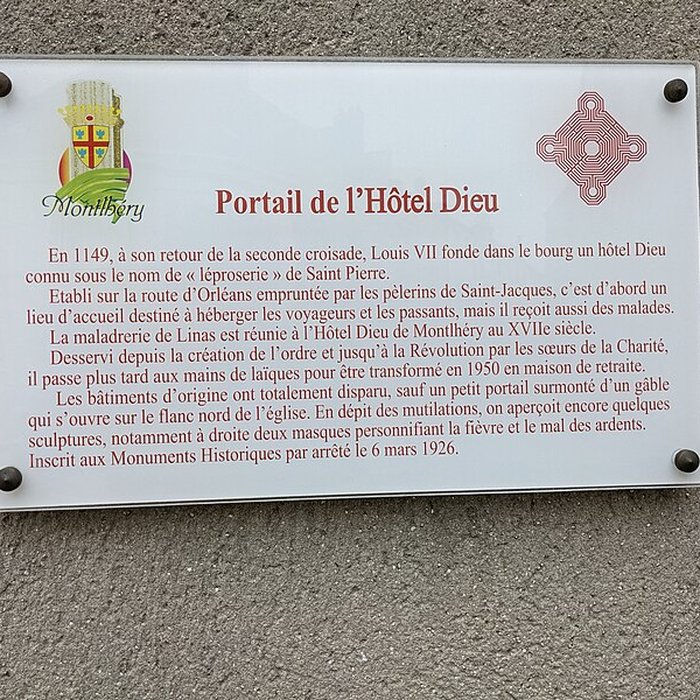 Montlhéry
Portail de l'Hôtel Dieu
En 1149, à son retour de la seconde croisade, Louis VII fonde dans le bourg un hôtel Dieu
connu sous le nom de « léproserie » de Saint Pierre.
Etabli sur la route d'Orléans empruntée par les pèlerins de Saint-Jacques, c'est d'abord un
lieu d'accueil destiné à héberger les voyageurs et les passants, mais il reçoit aussi des malades.
La maladrerie de Linas est réunie à l'Hôtel Dieu de Montlhéry au XVIIe siècle.
Desservi depuis la création de l'ordre et jusqu'à la Révolution par les sœurs de la Charité,
il passe plus tard aux mains de laïques pour être transformé en 1950 en maison de retraite.
Les bâtiments d'origine ont totalement disparu, sauf un petit portail surmonté d'un gâble
qui s'ouvre sur le flanc nord de l'église. En dépit des mutilations, on aperçoit encore quelques
sculptures, notamment à droite deux masques personnifiant la fièvre et le mal des ardents.
Inscrit aux Monuments Historiques par arrêté le 6 mars 1926.